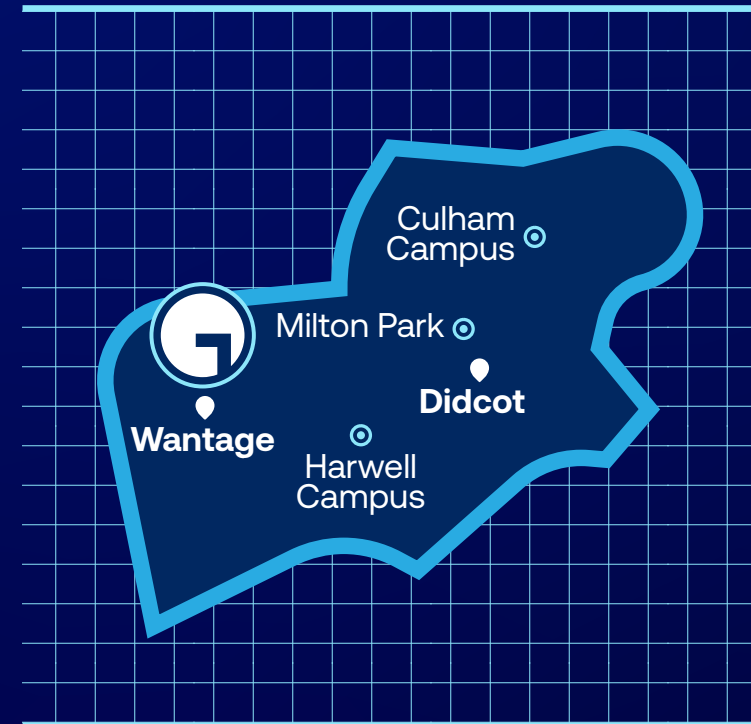 Culham
Campus
Milton Park
Didcot
Wantage
Harwell
Campus